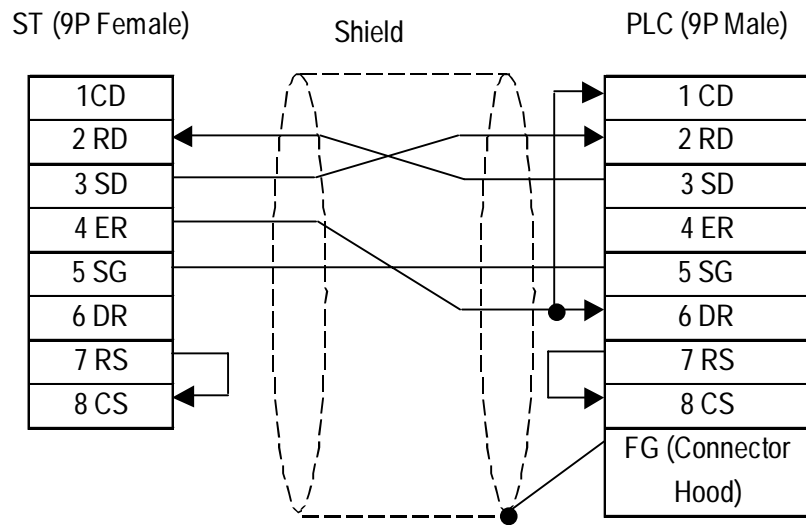 ST (9P Female)
Shield
PLC (9P Male)
1CD
2 RD
3 SD
4 ER
5 SG
6 DR
7 RS
8 CS
1 CD
2 RD
3 SD
4 ER
5 SG
6 DR
7 RS
8 CS
FG (Connector
Hood)